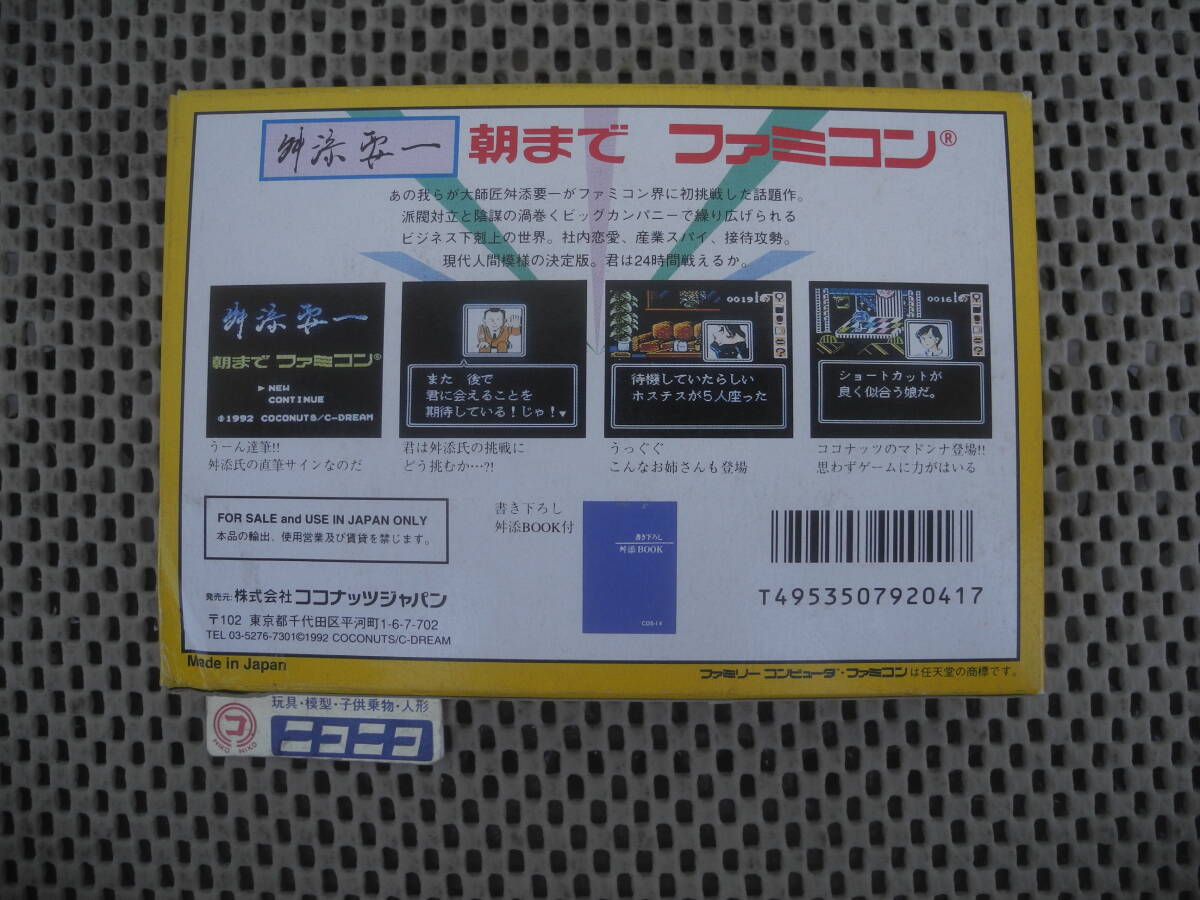 舛添要一 朝まで ファミコン®
あの我らが大師匠舛添要一がファミコン界に初挑戦した話題作。
派閥対立と陰謀の渦巻くビッグカンパニーで繰り広げられる
ビジネス下剋上の世界。社内恋愛、産業スパイ、接待攻勢。
現代人間模様の決定版。君は24時間戦えるか。
舛添要一
朝まで ファミコン®
▶ NEW
CONTINUE
©1992 COCONUTS/C-DREAM
また 後で
君に会えることを
期待している!じゃ!▼
0019
待機していたらしい
ホステスが5人座った
0016
ショートカットが
良く似合う娘だ。
うーん達筆!!
舛添氏の直筆サインなのだ
君は舛添氏の挑戦に
どう挑むか…?!
うっぐぐ
こんなお姉さんも登場
ココナッツのマドンナ登場!!
思わずゲームに力がはいる
FOR SALE and USE IN JAPAN ONLY
本品の輸出、使用営業及び賃貸を禁じます。
書き下ろし
舛添BOOK付
書き下ろし
舛添BOOK
CDS-14
T4953507920417
発売元:株式会社ココナッツジャパン
〒102 東京都千代田区平河町1-6-7-702
TEL 03-5276-7301©1992 COCONUTS/C-DREAM
Made in Japan
ファミリー コンピュータ・ファミコンは任天堂の商標です。
玩具・模型・子供乗物・人形
コ
NIKO NIKO
ニコニコ